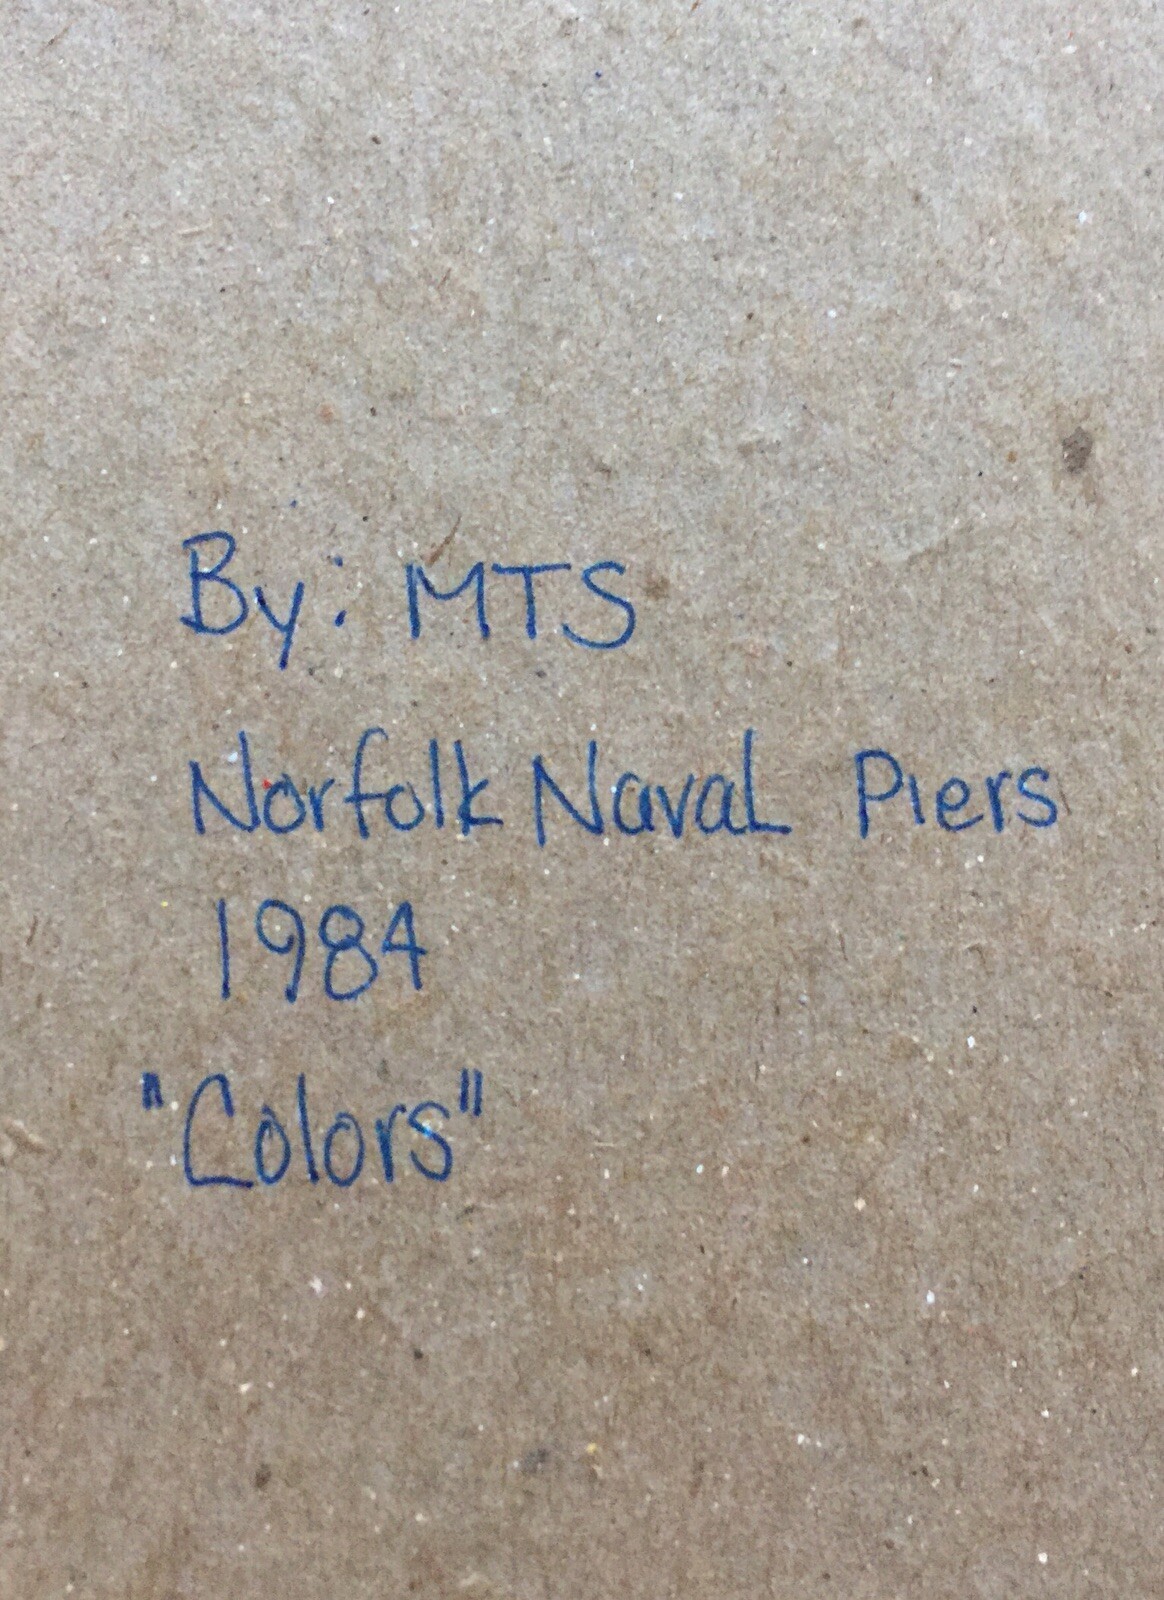 By: MTS
Norfolk Naval Piers
1984
"Colors"